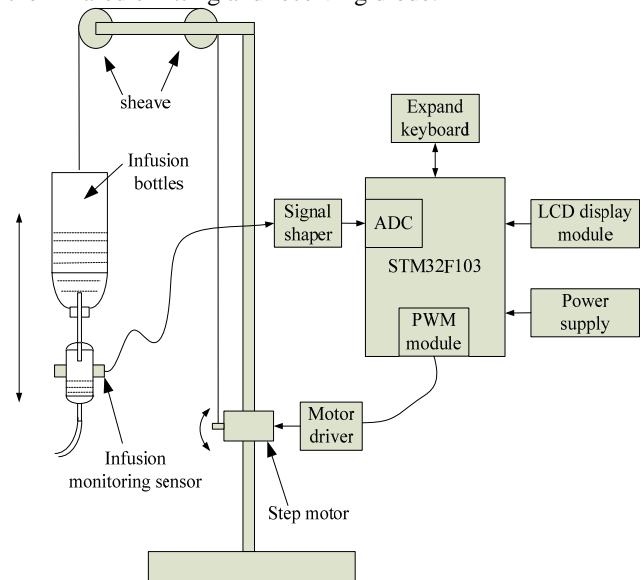 sheave
Expand
keyboard
Infusion
bottles
Signal
shaper
ADC
LCD display
module
STM32F103
Power
supply
PWM
module
Motor
driver
Infusion
monitoring sensor
Step motor